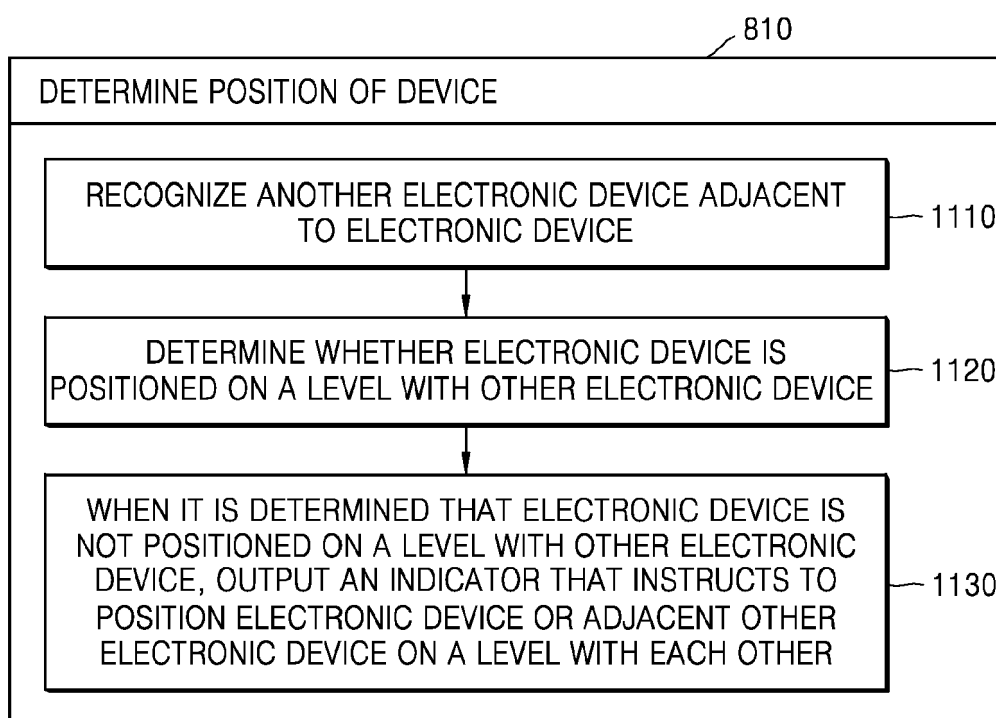 810
DETERMINE POSITION OF DEVICE
RECOGNIZE ANOTHER ELECTRONIC DEVICE ADJACENT
TO ELECTRONIC DEVICE
1110
DETERMINE WHETHER ELECTRONIC DEVICE IS
POSITIONED ON A LEVEL WITH OTHER ELECTRONIC DEVICE
1120
WHEN IT IS DETERMINED THAT ELECTRONIC DEVICE IS
NOT POSITIONED ON A LEVEL WITH OTHER ELECTRONIC
DEVICE, OUTPUT AN INDICATOR THAT INSTRUCTS TO
POSITION ELECTRONIC DEVICE OR ADJACENT OTHER
ELECTRONIC DEVICE ON A LEVEL WITH EACH OTHER
1130